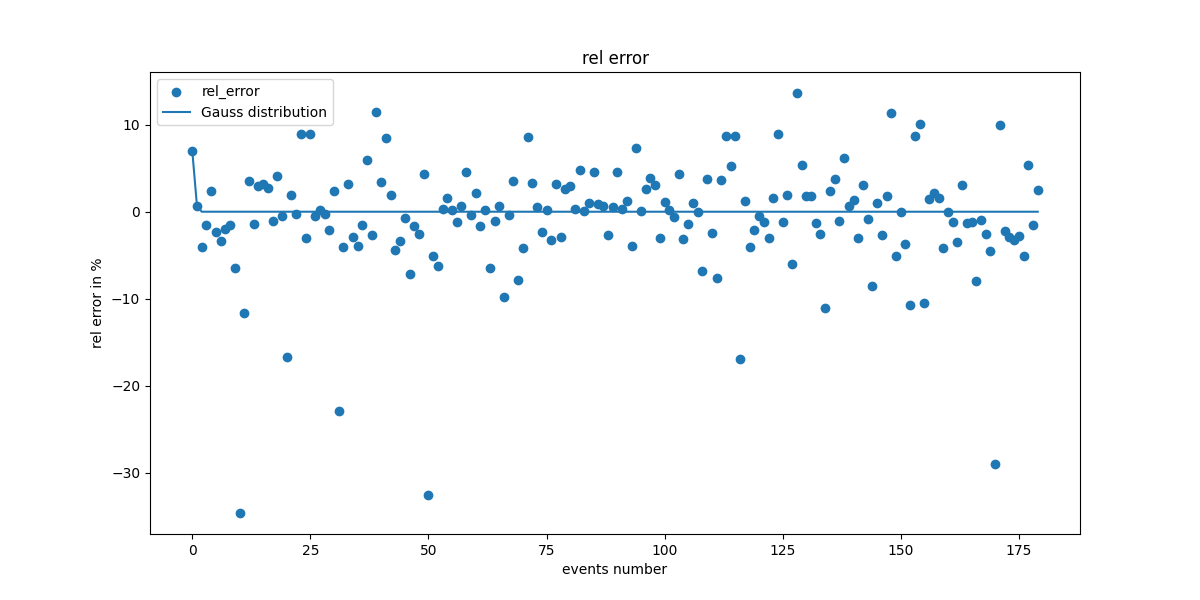 rel error
rel_error
Gauss distribution
10
0
−10
−20
−30
rel error in %
0 25 50 75 100 125 150 175
events number